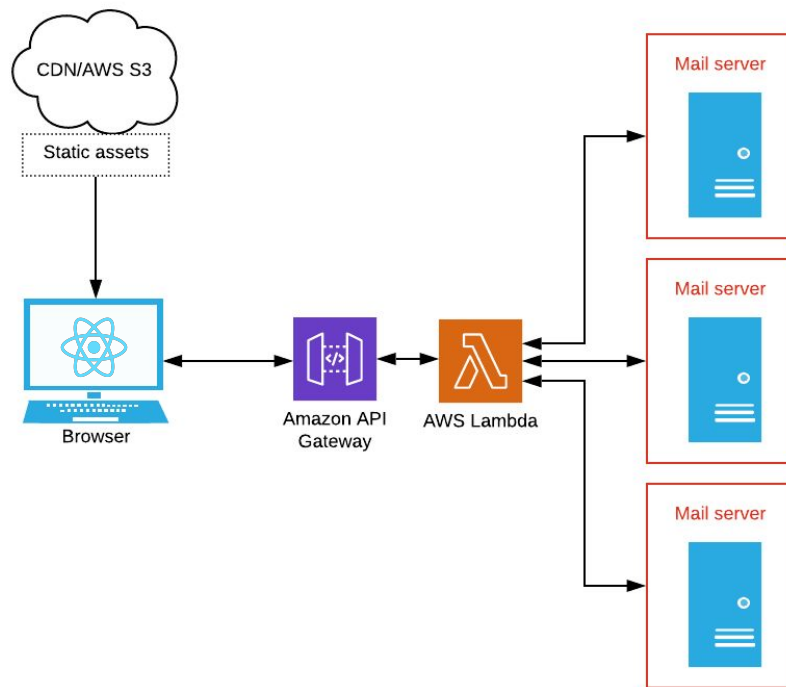 CDN/AWS S3
Static assets
Browser
Amazon API
Gateway
</>
AWS Lambda
Mail server
Mail server
Mail server